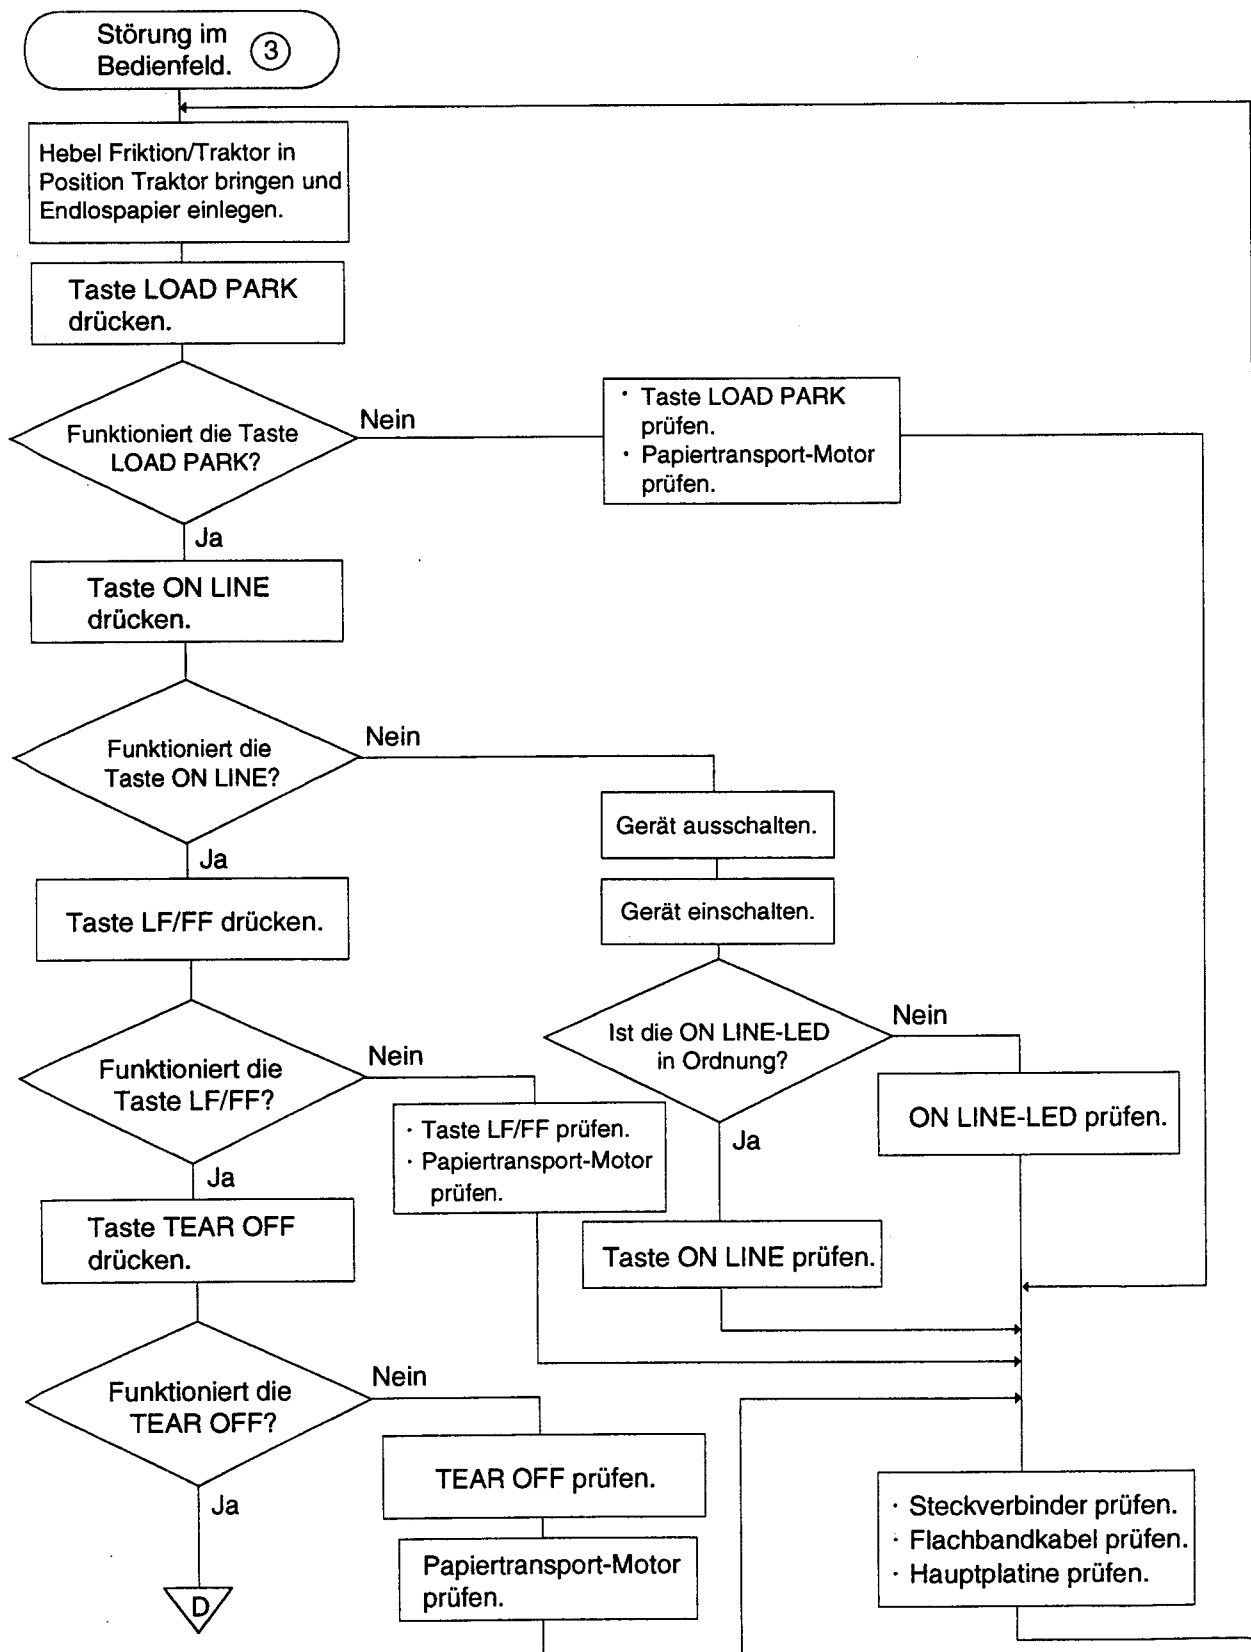 Störung im
Bedienfeld.
3
Hebel Friktion/Traktor in
Position Traktor bringen und
Endlospapier einlegen.
Taste LOAD PARK
drücken.
Funktioniert die Taste
LOAD PARK?
Nein
· Taste LOAD PARK
prüfen.
· Papiertransport-Motor
prüfen.
Ja
Taste ON LINE
drücken.
Funktioniert die
Taste ON LINE?
Nein
Gerät ausschalten.
Gerät einschalten.
Ist die ON LINE-LED
in Ordnung?
Nein
ON LINE-LED prüfen.
Ja
Taste ON LINE prüfen.
Ja
Taste LF/FF drücken.
Funktioniert die
Taste LF/FF?
Nein
· Taste LF/FF prüfen.
· Papiertransport-Motor
prüfen.
Ja
Taste TEAR OFF
drücken.
Funktioniert die
TEAR OFF?
Nein
TEAR OFF prüfen.
Papiertransport-Motor
prüfen.
Ja
D
· Steckverbinder prüfen.
· Flachbandkabel prüfen.
· Hauptplatine prüfen.